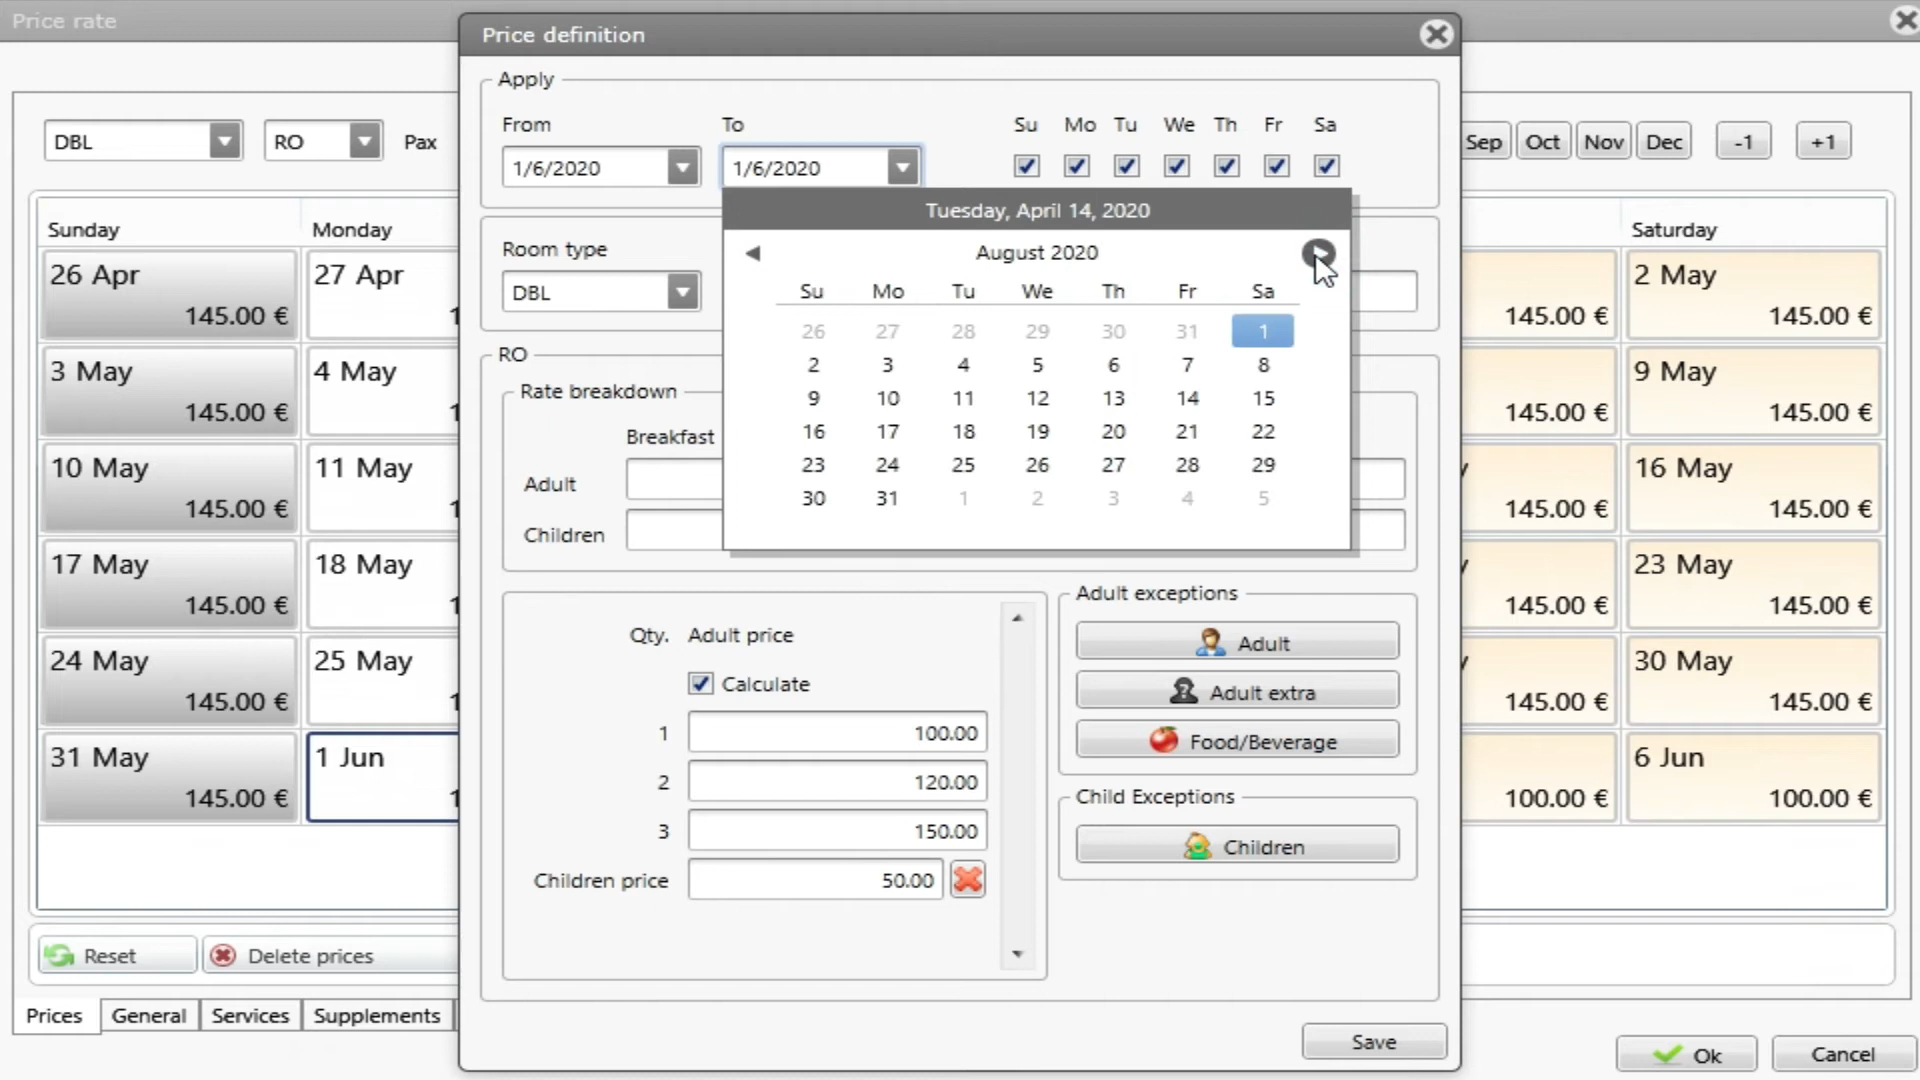 Price rate
Price definition
Apply
From To Su Mo Tu We Th Fr Sa
DBL RO Pax
1/6/2020 1/6/2020
Sep Oct Nov Dec -1 +1
Tuesday, April 14, 2020
August 2020
Su Mo Tu We Th Fr Sa
26 27 28 29 30 31 1
2 3 4 5 6 7 8
9 10 11 12 13 14 15
16 17 18 19 20 21 22
23 24 25 26 27 28 29
30 31 1 2 3 4 5
Room type
DBL
RO
Rate breakdown
Breakfast
Adult
Children
Qty. Adult price
Calculate
1 100.00
2 120.00
3 150.00
Children price 50.00
Adult exceptions
Adult
Adult extra
Food/Beverage
Child Exceptions
Children
Save
Sunday Monday Saturday
26 Apr 27 Apr 2 May
145.00 € 145.00 € 145.00 €
3 May 4 May 9 May
145.00 € 145.00 € 145.00 €
10 May 11 May 16 May
145.00 € 145.00 € 145.00 €
17 May 18 May 23 May
145.00 € 145.00 € 145.00 €
24 May 25 May 30 May
145.00 € 145.00 € 145.00 €
31 May 1 Jun 6 Jun
145.00 € 100.00 € 100.00 €
Reset Delete prices
Prices General Services Supplements
Ok Cancel